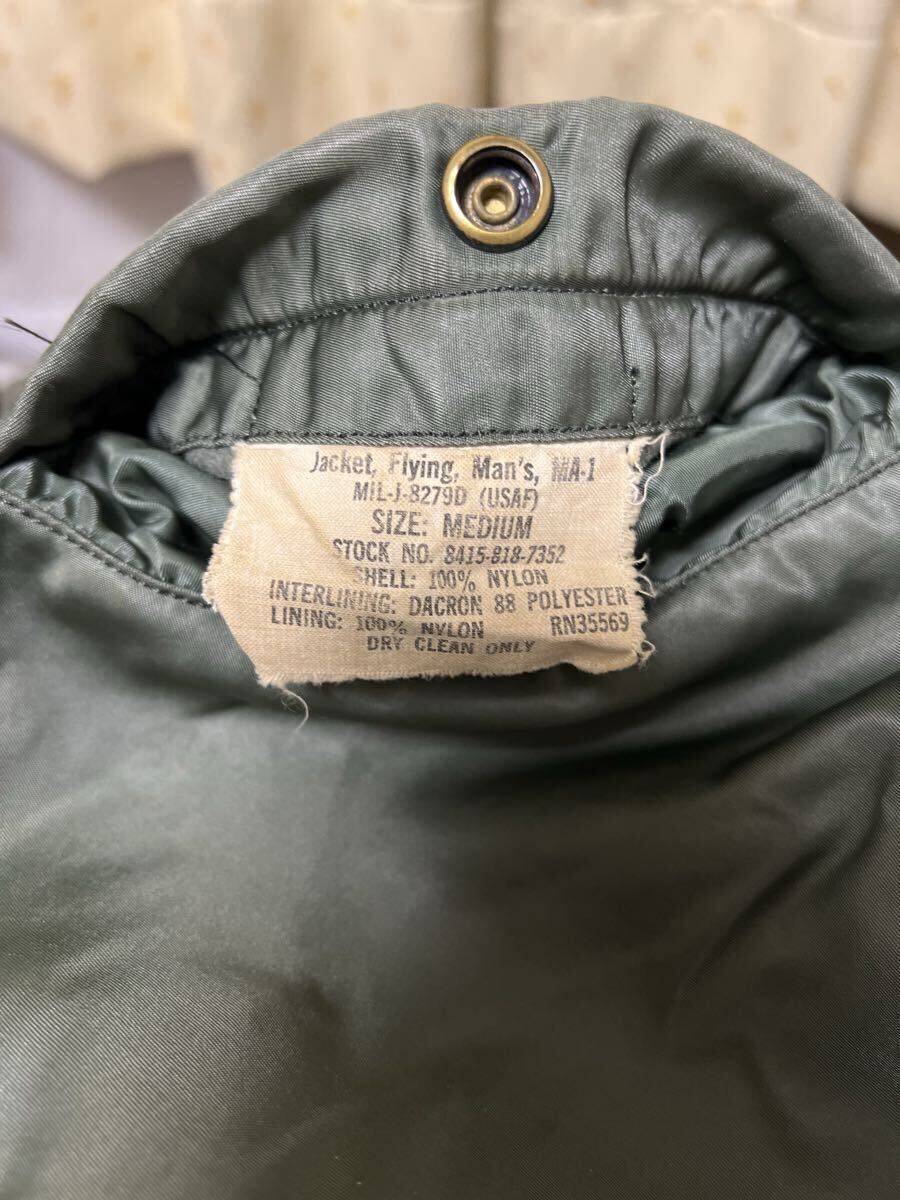 Jacket, Flying, Man's, MA-1
MIL-J-8279D (USAF)
SIZE: MEDIUM
STOCK NO. 8415-818-7352
SHELL: 100% NYLON
INTERLINING: DACRON 88 POLYESTER
LINING: 100% NYLON RN35569
DRY CLEAN ONLY